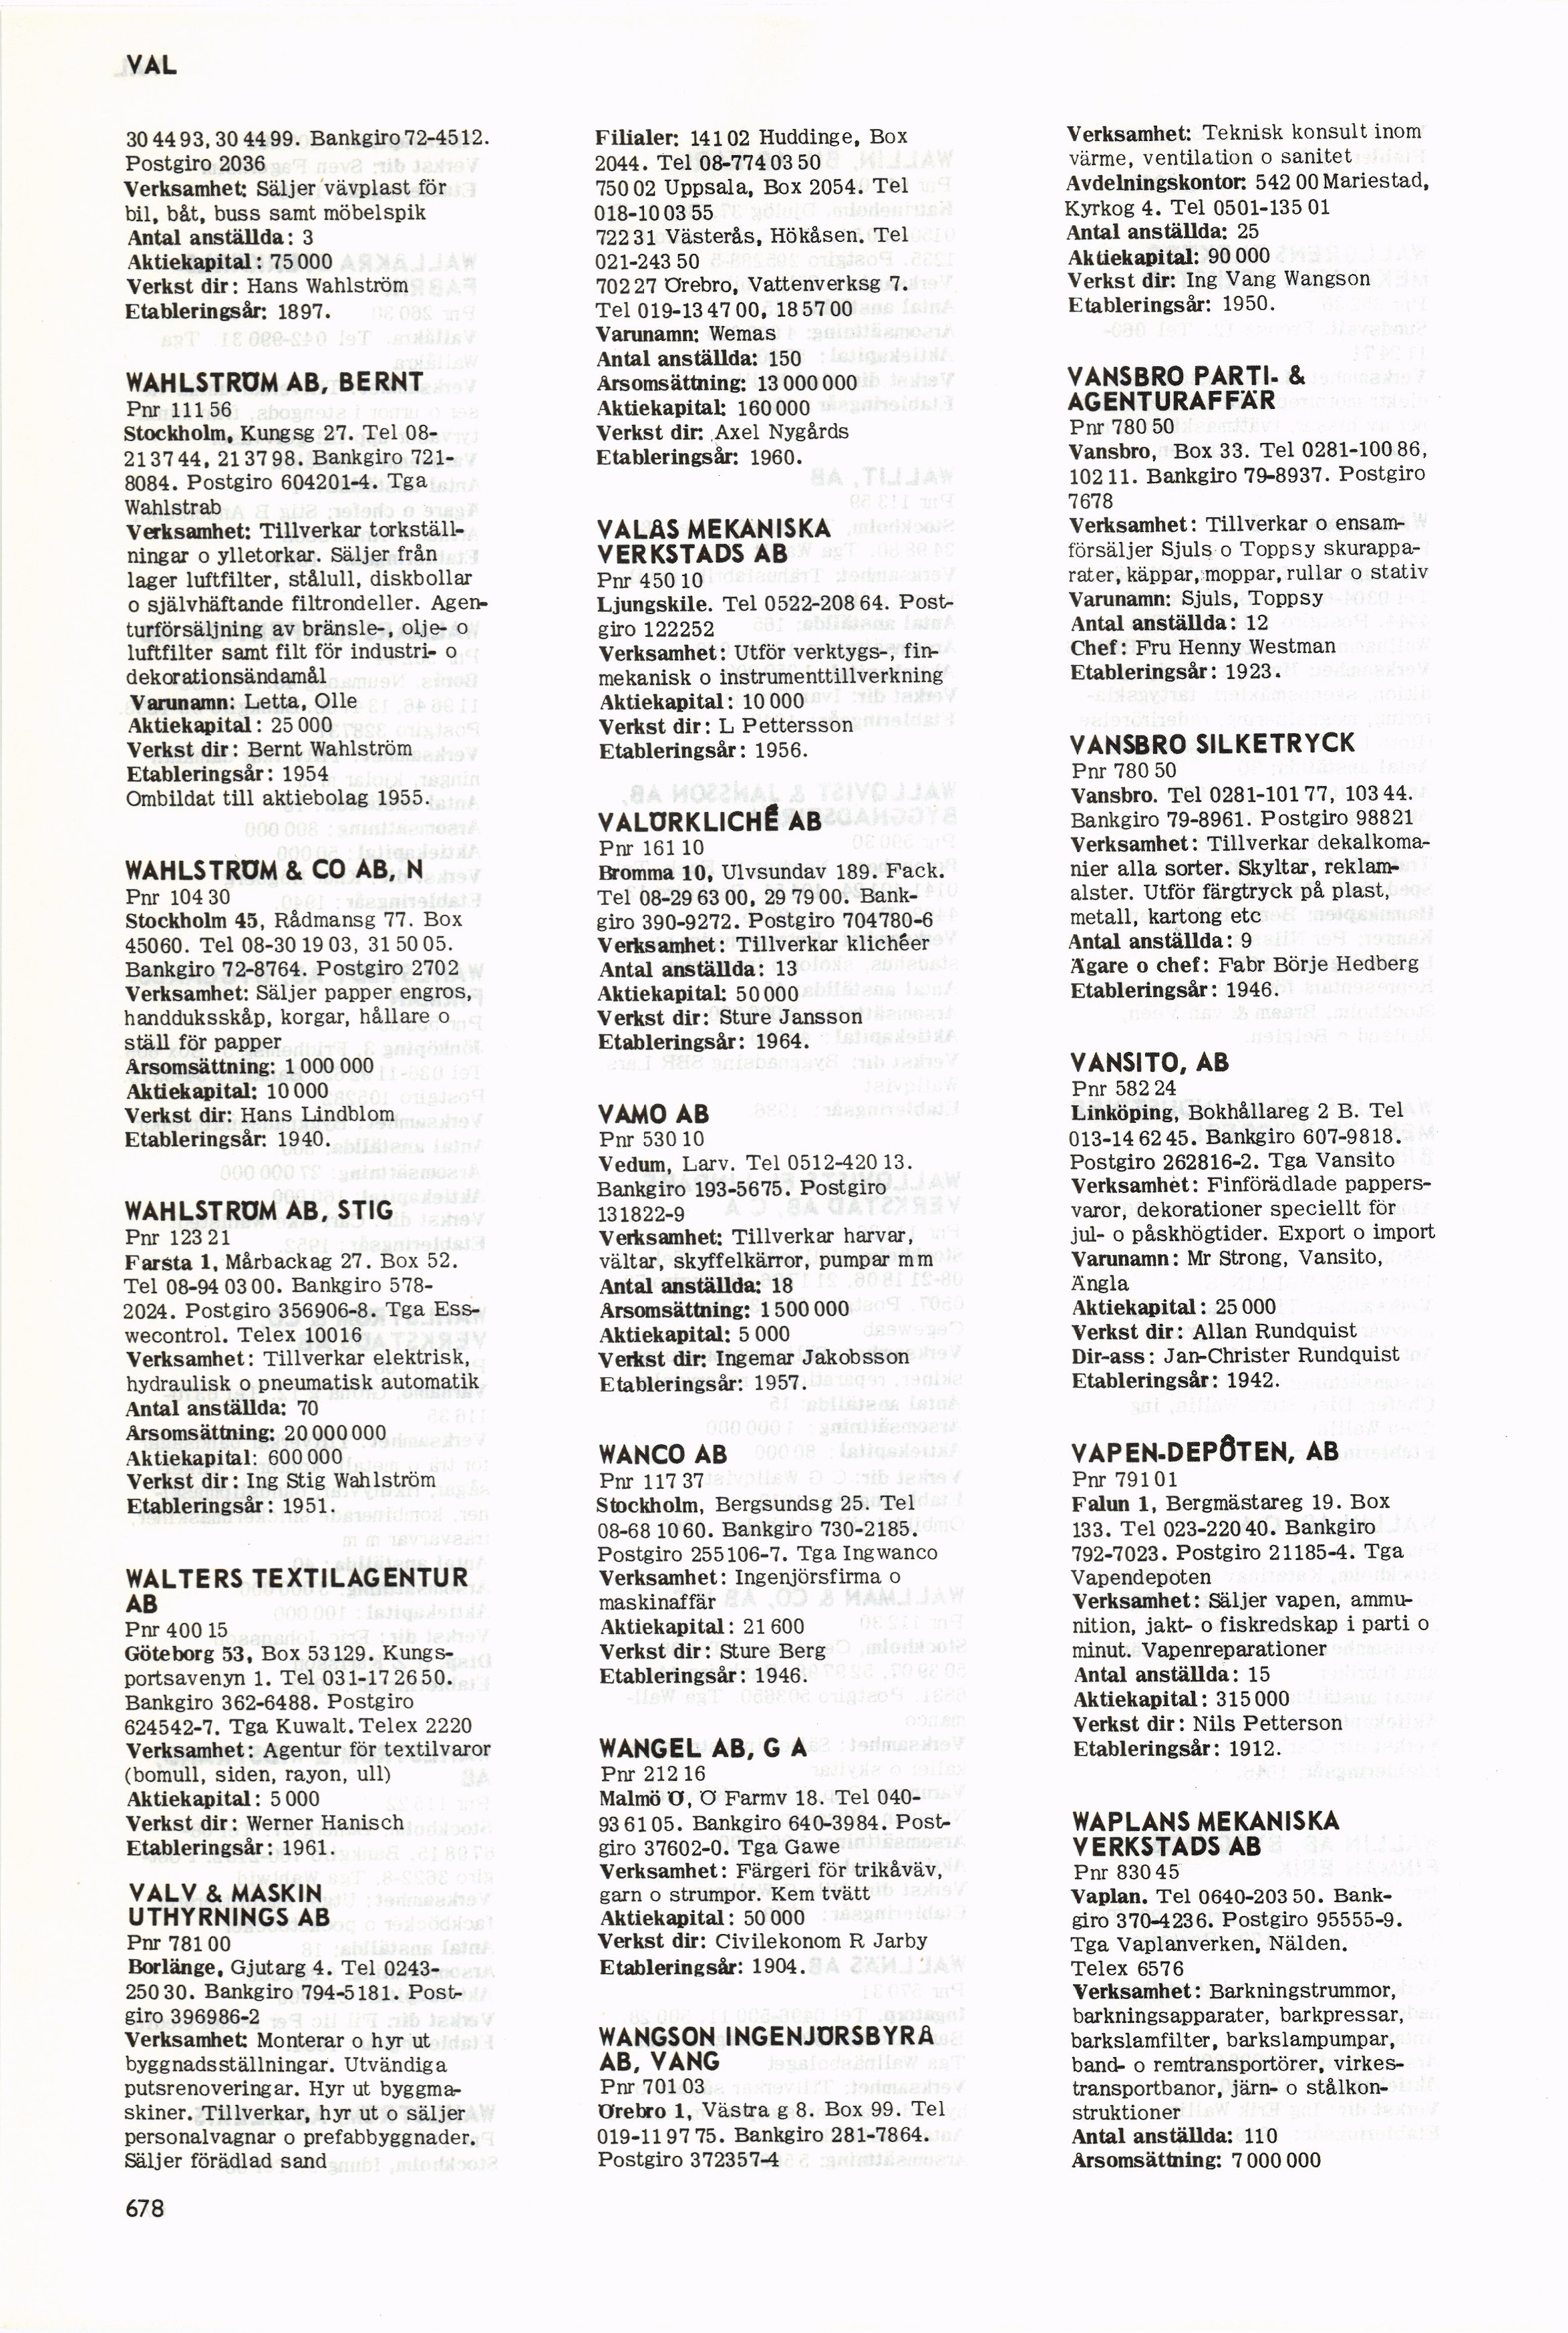 VAL
30 44 93, 30 44 99. Bankgiro 72-4512.
Postgiro 2036
Verksamhet: Säljer vävplast för
bil, båt, buss samt möbelspik
Antal anställda: 3
Aktiekapital: 75 000
Verkst dir: Hans Wahlström
Etableringsår: 1897.
WAHLSTRÖM AB, BERNT
Pnr 111 56
Stockholm, Kungsg 27. Tel 08-
21 37 44, 21 37 98. Bankgiro 721-
8084. Postgiro 604201-4. Tga
Wahlstrab
Verksamhet: Tillverkar torkställ-
ningar o ylletorkar. Säljer från
lager luftfilter, stålull, diskbollar
o självhäftande filtrondeller. Agen-
turförsäljning av bränsle-, olje- o
luftfilter samt filt för industri- o
dekorationsändamål
Varunamn: Letta, Olle
Aktiekapital: 25 000
Verkst dir: Bernt Wahlström
Etableringsår: 1954
Ombildat till aktiebolag 1955.
WAHLSTRÖM & CO AB, N
Pnr 104 30
Stockholm 45, Rådmansg 77. Box
45060. Tel 08-30 19 03, 31 50 05.
Bankgiro 72-8764. Postgiro 2702
Verksamhet: Säljer papper engros,
handduksskåp, korgar, hållare o
ställ för papper
Årsomsättning: 1 000 000
Aktiekapital: 10 000
Verkst dir: Hans Lindblom
Etableringsår: 1940.
WAHLSTRÖM AB, STIG
Pnr 123 21
Farsta 1, Mårbackag 27. Box 52.
Tel 08-94 03 00. Bankgiro 578-
2024. Postgiro 356906-8. Tga Ess-
wecontrol. Telex 10016
Verksamhet: Tillverkar elektrisk,
hydraulisk o pneumatisk automatik
Antal anställda: 70
Årsomsättning: 20 000 000
Aktiekapital: 600 000
Verkst dir: Ing Stig Wahlström
Etableringsår: 1951.
WALTERS TEXTILAGENTUR
AB
Pnr 400 15
Göteborg 53, Box 53129. Kungs-
portsavenyn 1. Tel 031-17 26 50.
Bankgiro 362-6488. Postgiro
624542-7. Tga Kuwalt. Telex 2220
Verksamhet: Agentur för textilvaror
(bomull, siden, rayon, ull)
Aktiekapital: 5 000
Verkst dir: Werner Hanisch
Etableringsår: 1961.
VALV & MASKIN
UTHYRNINGS AB
Pnr 781 00
Borlänge, Gjutarg 4. Tel 0243-
250 30. Bankgiro 794-5181. Post-
giro 396986-2
Verksamhet: Monterar o hyr ut
byggnadsställningar. Utvändiga
putsrenoveringar. Hyr ut byggma-
skiner. Tillverkar, hyr ut o säljer
personalvagnar o prefabbyggnader.
Säljer förädlad sand
678
Filialer: 141 02 Huddinge, Box
2044. Tel 08-774 03 50
750 02 Uppsala, Box 2054. Tel
018-10 03 55
722 31 Västerås, Hökåsen. Tel
021-243 50
702 27 Örebro, Vattenverksg 7.
Tel 019-13 47 00, 18 57 00
Varunamn: Wemas
Antal anställda: 150
Årsomsättning: 13 000 000
Aktiekapital: 160 000
Verkst dir: Axel Nygårds
Etableringsår: 1960.
VALÅS MEKANISKA
VERKSTADS AB
Pnr 450 10
Ljungskile. Tel 0522-208 64. Post-
giro 122252
Verksamhet: Utför verktygs-, fin-
mekanisk o instrumenttillverkning
Aktiekapital: 10 000
Verkst dir: L Pettersson
Etableringsår: 1956.
VALÖRKLICHÉ AB
Pnr 161 10
Bromma 10, Ulvsundav 189. Fack.
Tel 08-29 63 00, 29 79 00. Bank-
giro 390-9272. Postgiro 704780-6
Verksamhet: Tillverkar klichéer
Antal anställda: 13
Aktiekapital: 50 000
Verkst dir: Sture Jansson
Etableringsår: 1964.
VAMO AB
Pnr 530 10
Vedum, Larv. Tel 0512-420 13.
Bankgiro 193-5675. Postgiro
131822-9
Verksamhet: Tillverkar harvar,
vältar, skyffelkärror, pumpar m m
Antal anställda: 18
Årsomsättning: 1 500 000
Aktiekapital: 5 000
Verkst dir: Ingemar Jakobsson
Etableringsår: 1957.
WANCO AB
Pnr 117 37
Stockholm, Bergsundsg 25. Tel
08-68 10 60. Bankgiro 730-2185.
Postgiro 255106-7. Tga Ingwanco
Verksamhet: Ingenjörsfirma o
maskinaffär
Aktiekapital: 21 600
Verkst dir: Sture Berg
Etableringsår: 1946.
WANGEL AB, G A
Pnr 212 16
Malmö Ö, Ö Farmv 18. Tel 040-
93 61 05. Bankgiro 640-3984. Post-
giro 37602-0. Tga Gawe
Verksamhet: Färgeri för trikåväv,
garn o strumpor. Kem tvätt
Aktiekapital: 50 000
Verkst dir: Civilekonom R Jarby
Etableringsår: 1904.
WANGSON INGENJÖRSBYRÅ
AB, VANG
Pnr 701 03
Örebro 1, Västra g 8. Box 99. Tel
019-11 97 75. Bankgiro 281-7864.
Postgiro 372357-4
Verksamhet: Teknisk konsult inom
värme, ventilation o sanitet
Avdelningskontor: 542 00 Mariestad,
Kyrkog 4. Tel 0501-135 01
Antal anställda: 25
Aktiekapital: 90 000
Verkst dir: Ing Vang Wangson
Etableringsår: 1950.
VANSBRO PARTI- &
AGENTURAFFÄR
Pnr 780 50
Vansbro, Box 33. Tel 0281-100 86,
102 11. Bankgiro 79-8937. Postgiro
7678
Verksamhet: Tillverkar o ensam-
försäljer Sjuls o Toppsy skurappa-
rater, käppar, moppar, rullar o stativ
Varunamn: Sjuls, Toppsy
Antal anställda: 12
Chef: Fru Henny Westman
Etableringsår: 1923.
VANSBRO SILKETRYCK
Pnr 780 50
Vansbro. Tel 0281-101 77, 103 44.
Bankgiro 79-8961. Postgiro 98821
Verksamhet: Tillverkar dekalkoma-
nier alla sorter. Skyltar, reklam-
alster. Utför färgtryck på plast,
metall, kartong etc
Antal anställda: 9
Ägare o chef: Fabr Börje Hedberg
Etableringsår: 1946.
VANSITO, AB
Pnr 582 24
Linköping, Bokhållareg 2 B. Tel
013-14 62 45. Bankgiro 607-9818.
Postgiro 262816-2. Tga Vansito
Verksamhet: Finförädlade pappers-
varor, dekorationer speciellt för
jul- o påskhögtider. Export o import
Varunamn: Mr Strong, Vansito,
Ängla
Aktiekapital: 25 000
Verkst dir: Allan Rundquist
Dir-ass: Jan-Christer Rundquist
Etableringsår: 1942.
VAPEN-DEPÔTEN, AB
Pnr 791 01
Falun 1, Bergmästareg 19. Box
133. Tel 023-220 40. Bankgiro
792-7023. Postgiro 21185-4. Tga
Vapendepoten
Verksamhet: Säljer vapen, ammu-
nition, jakt- o fiskredskap i parti o
minut. Vapenreparationer
Antal anställda: 15
Aktiekapital: 315 000
Verkst dir: Nils Petterson
Etableringsår: 1912.
WAPLANS MEKANISKA
VERKSTADS AB
Pnr 830 45
Vaplan. Tel 0640-203 50. Bank-
giro 370-4236. Postgiro 95555-9.
Tga Vaplanverken, Nälden.
Telex 6576
Verksamhet: Barkningstrummor,
barkningsapparater, barkpressar,
barkslamfilter, barkslampumpar,
band- o remtransportörer, virkes-
transportbanor, järn- o stålkon-
struktioner
Antal anställda: 110
Årsomsättning: 7 000 000